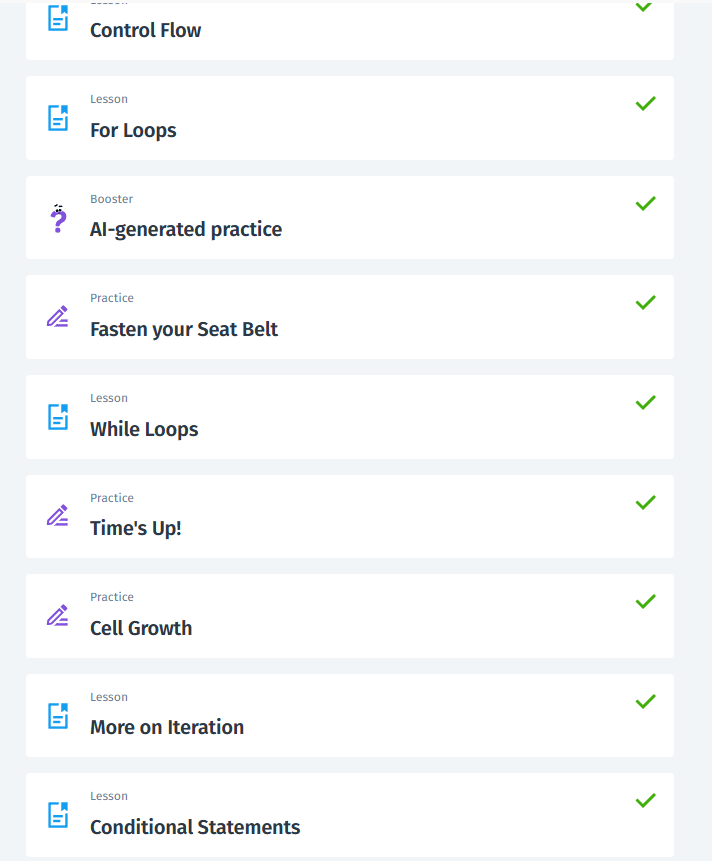 Control Flow
Lesson
For Loops
Booster
AI-generated practice
Practice
Fasten your Seat Belt
Lesson
While Loops
Practice
Time's Up!
Practice
Cell Growth
Lesson
More on Iteration
Lesson
Conditional Statements